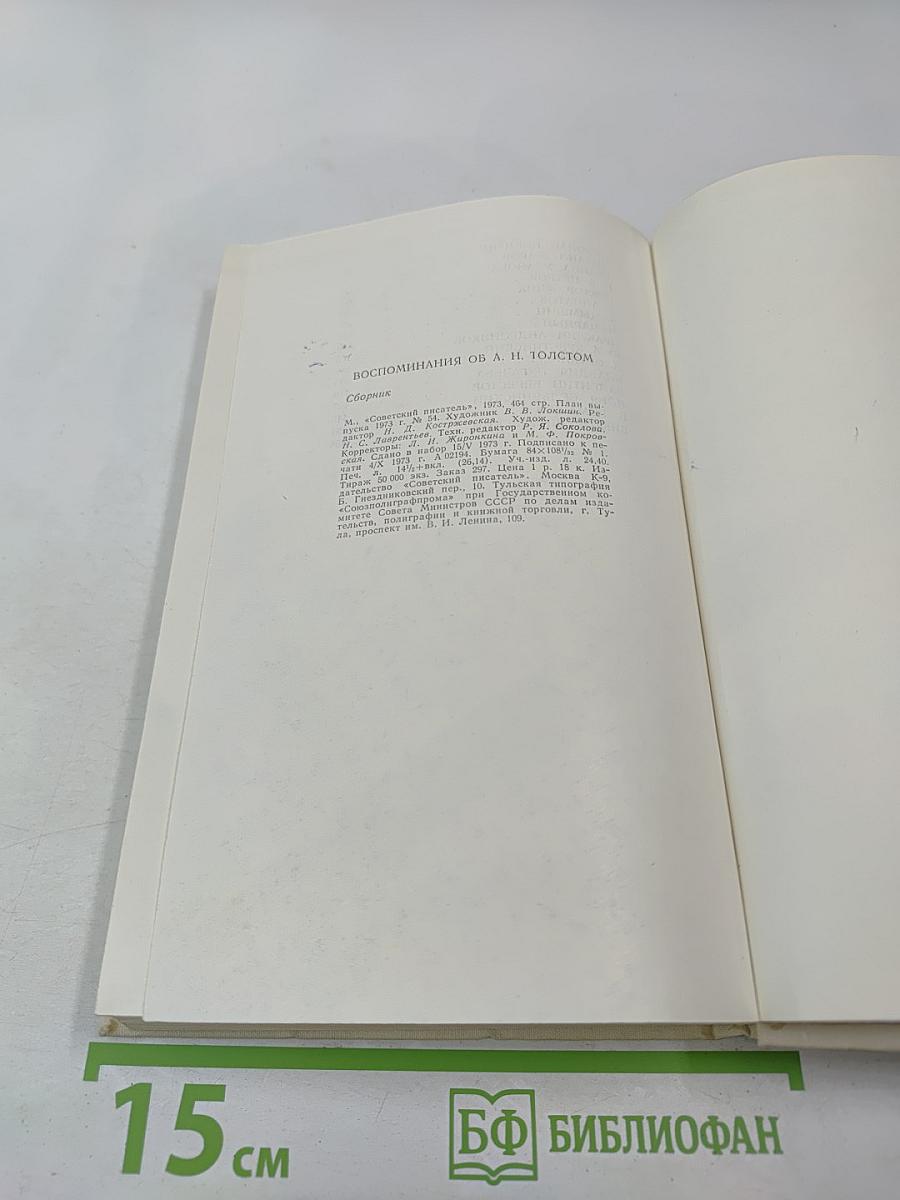 ВОСПОМИНАНИЯ ОБ А. Н. ТОЛСТОМ
Сборник
М., «Советский писатель», 1973, 464 стр. План вы-
пуска 1973 г. № 54. Художник В. В. Локшин. Ре-
дактор Н. Д. Костржевская. Худож. редактор
Н. С. Лаврентьев. Техн. редактор Р. Я. Соколова.
Корректоры: Л. Н. Жиронкина и М. Ф. Покров-
ская. Сдано в набор 15/V 1973 г. Подписано к пе-
чати 4/X 1973 г. А 02194. Бумага 84×108¹/₃₂ № 1.
Печ. л. 14¹/₂+вкл. (26,14). Уч.-изд. л. 24,40.
Тираж 50 000 экз. Заказ 297. Цена 1 р. 18 к. Из-
дательство «Советский писатель». Москва К-9,
Б. Гнездниковский пер., 10. Тульская типография
«Союзполиграфпрома» при Государственном ко-
митете Совета Министров СССР по делам изда-
тельств, полиграфии и книжной торговли, г. Ту-
ла, проспект им. В. И. Ленина, 109.
15 см
БФ БИБЛИОФАН